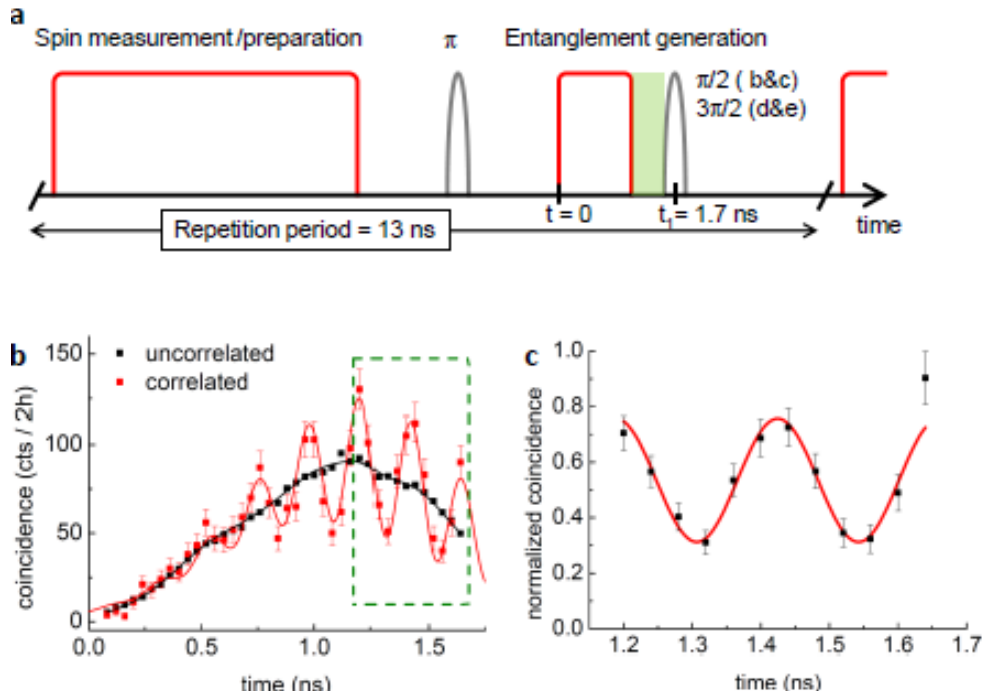 a
Spin measurement/preparation
π
Entanglement generation
π/2 ( b&c)
3π/2 (d&e)
t = 0
t₁= 1.7 ns
time
Repetition period = 13 ns
b
150
100
50
0
coincidence (cts / 2h)
uncorrelated
correlated
0.0 0.5 1.0 1.5
time (ns)
c
1.0
0.8
0.6
0.4
0.2
0.0
normalized coincidence
1.2 1.3 1.4 1.5 1.6 1.7
time (ns)